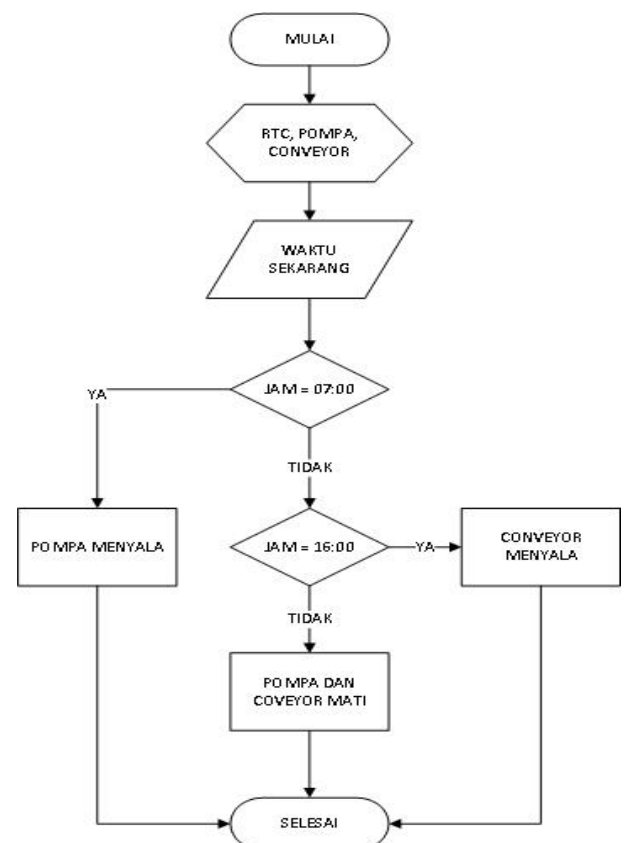 MULAI
RTC, POMPA,
CONVEYOR
WAKTU
SEKARANG
JAM = 07:00
YA
TIDAK
POMPA MENYALA
JAM = 16:00
YA
CONVEYOR
MENYALA
TIDAK
POMPA DAN
COVEYOR MATI
SELESAI